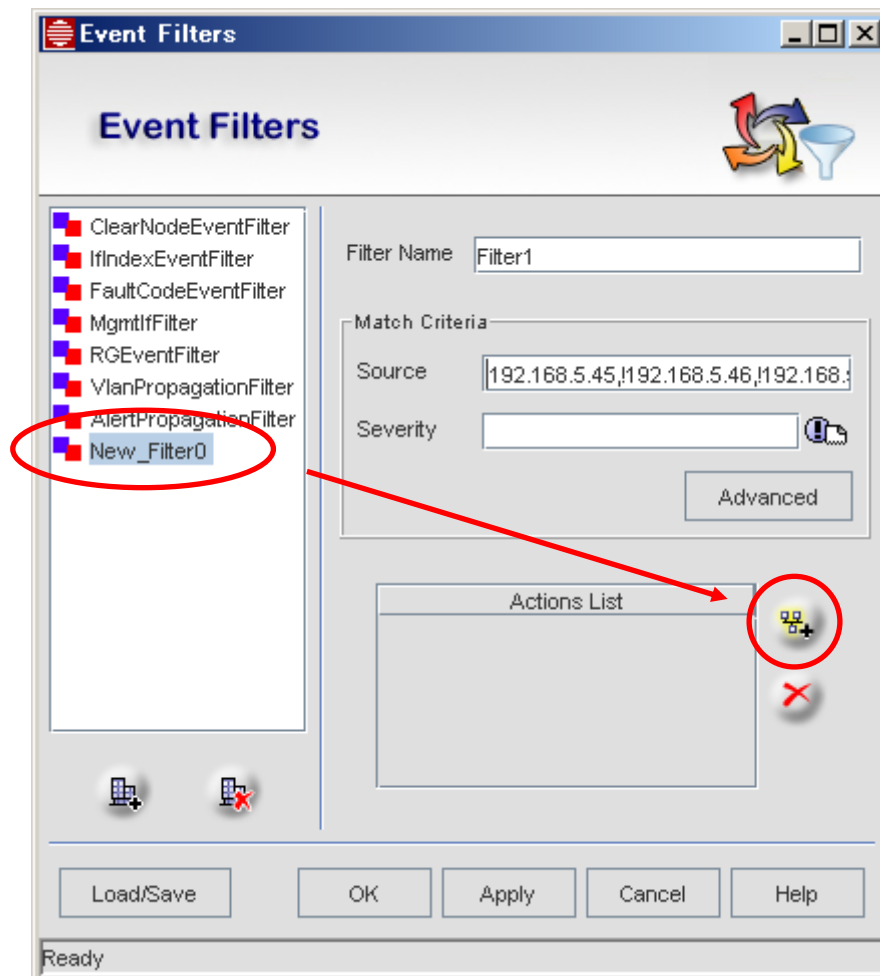 Event Filters
Event Filters
ClearNodeEventFilter
IfIndexEventFilter
FaultCodeEventFilter
MgmtIfFilter
RGEventFilter
VlanPropagationFilter
AlertPropagationFilter
New_Filter0
Filter Name
Filter1
Match Criteria
Source
192.168.5.45,!192.168.5.46,!192.168.
Severity
Advanced
Actions List
Load/Save
OK
Apply
Cancel
Help
Ready